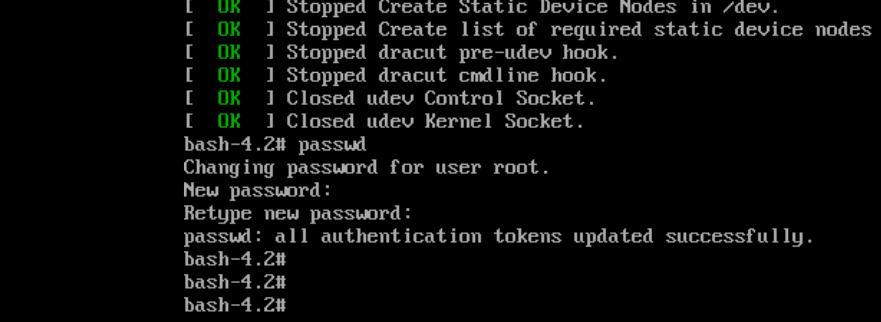 [  OK  ] Stopped Create Static Device Nodes in /dev.
[  OK  ] Stopped Create list of required static device nodes
[  OK  ] Stopped dracut pre-udev hook.
[  OK  ] Stopped dracut cmdline hook.
[  OK  ] Closed udev Control Socket.
[  OK  ] Closed udev Kernel Socket.
bash-4.2# passwd
Changing password for user root.
New password:
Retype new password:
passwd: all authentication tokens updated successfully.
bash-4.2#
bash-4.2#
bash-4.2#